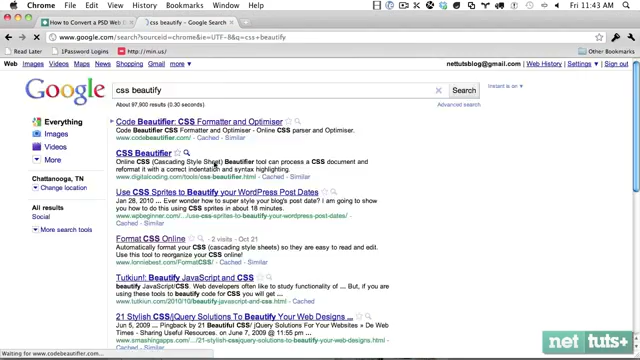 Chrome File Edit View History Bookmarks Window Help
Fri 11:43 AM
How to Convert a PSD Web
css beautify - Google Search
www.google.com/search?sourceid=chrome&ie=UTF-8&q=css+beautify
Read Later
1Password Logins
http://min.us/
Other Bookmarks
Web Images Videos Maps News Shopping Gmail more
nettutsblog@gmail.com | Web History | Settings | Sign out
Google
css beautify
Search
Instant is on
About 97,900 results (0.30 seconds)
Advanced search
Everything
Images
Videos
More
Chattanooga, TN
Change location
All results
Social
More search tools
Code Beautifier: CSS Formatter and Optimiser
Code Beautifier CSS Formatter and Optimiser - Online CSS parser and Optimiser.
www.codebeautifier.com/ - Cached - Similar
CSS Beautifier
Online CSS (Cascading Style Sheet) Beautifier tool can process a CSS document and
reformat it with a correct indentation and syntax highlighting.
www.digitalcoding.com/tools/css-beautifier.html - Cached - Similar
Use CSS Sprites to Beautify your WordPress Post Dates
Jan 28, 2010 ... Ever wonder how to super style your blog's post date? I am going to show
you how to do this using CSS sprites in about 18 minutes.
www.wpbeginner.com/.../use-css-sprites-to-beautify-your-wordpress-post-dates/ -
Cached - Similar
Format CSS Online - 2 visits - Oct 21
Automatically format your CSS (cascading style sheets) so they are easy to read and edit.
Use this tool to reorganize your CSS online!
www.lonniebest.com/FormatCSS/ - Cached - Similar
Tutkiun!: Beautify JavaScript and CSS
beautify JavaScript/CSS. Web developers often like to study functionality of ... But, if you
are using these tools to beautify code for CSS you will get ...
www.tutkiun.com/2010/10/beautify-javascript-and-css.html - Cached
21 Stylish CSS/jQuery Solutions To Beautify Your Web Designs ...
Jun 5, 2009 ... Pingback by 21 Beautiful CSS/ jQuery Solutions For Your Websites » De Web
Times - Sharing Useful Resources. on June 7, 2009 @ 11:55 pm
www.smashingapps.com/.../21-stylish-cssjquery-solutions-to-beautify-your-web-
Waiting for www.codebeautifier.com...
net tuts+